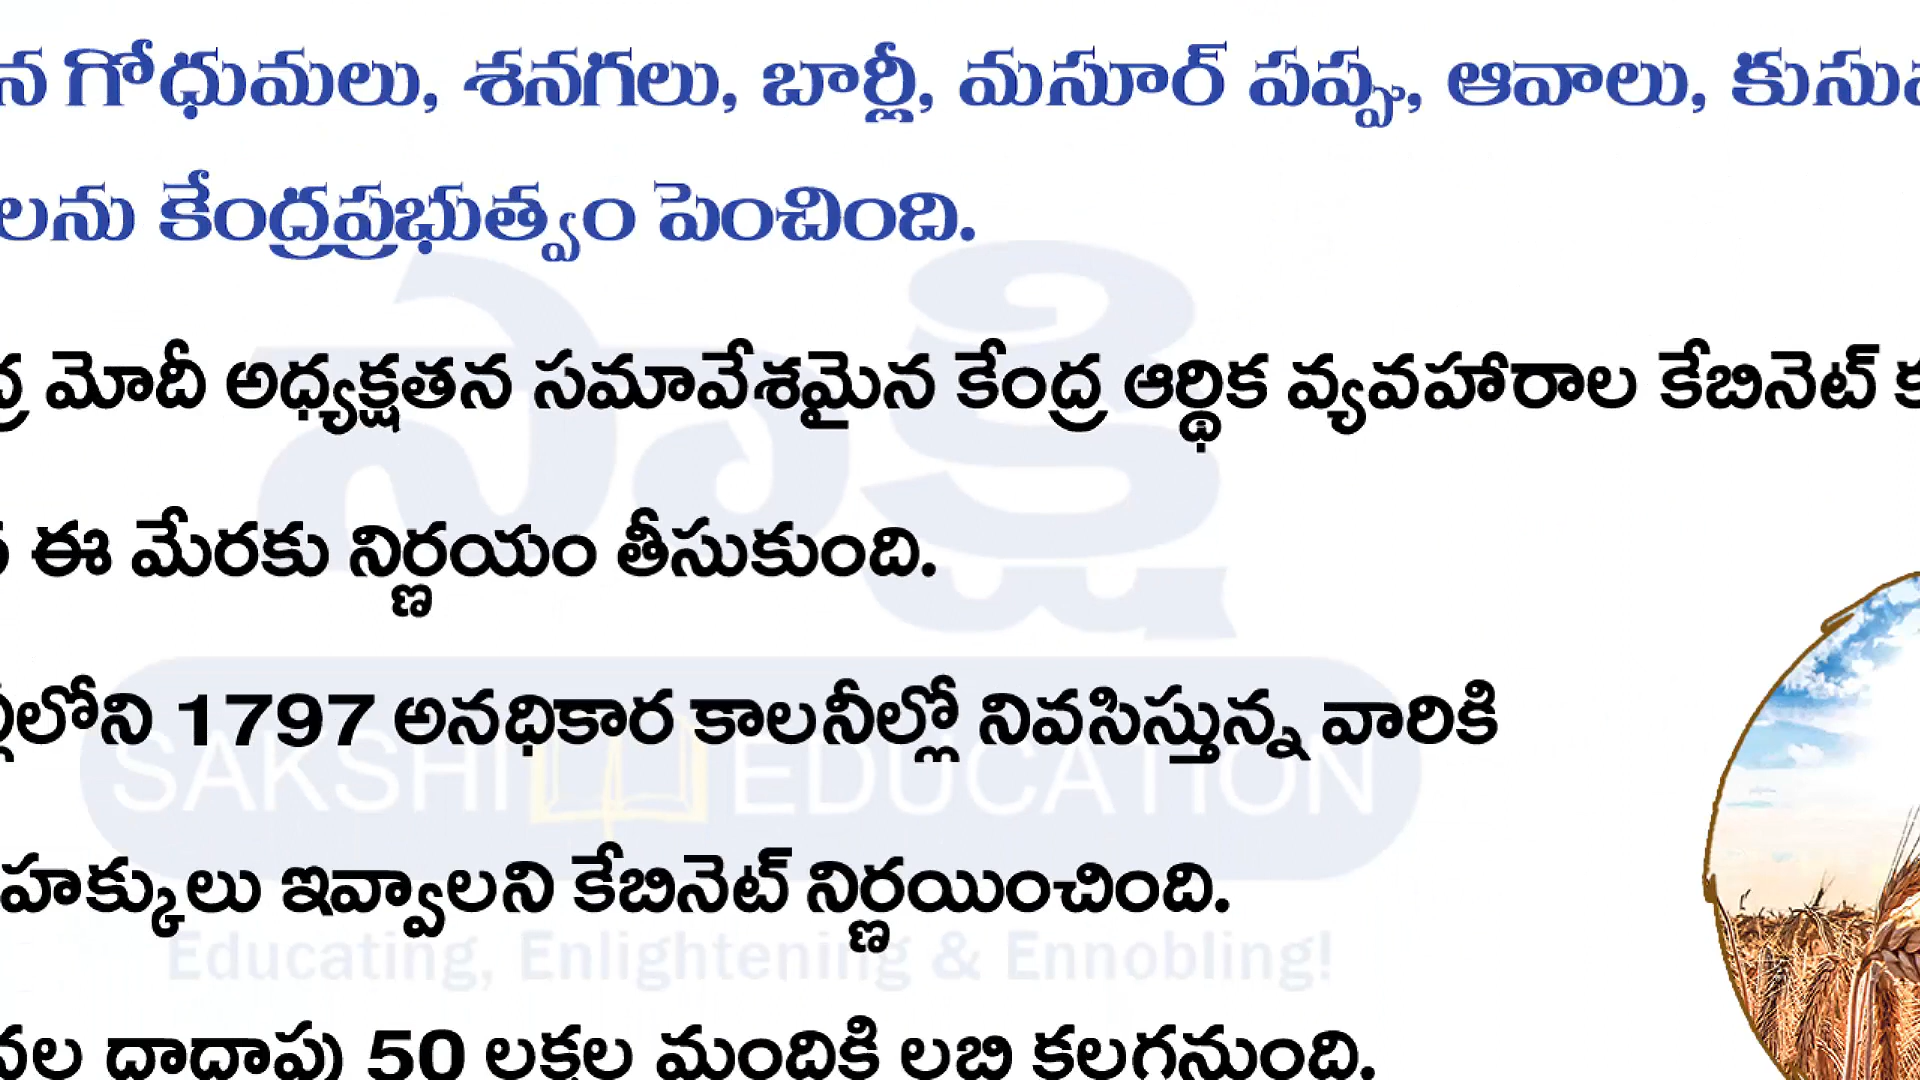 గోధుమలు, శనగలు, బార్లీ, మసూర్ పప్పు, ఆవాలు,
కేంద్రప్రభుత్వం పెంచింది.
మోదీ అధ్యక్షతన సమావేశమైన కేంద్ర ఆర్థిక వ్యవహారాల కేబినెట్
ఈ మేరకు నిర్ణయం తీసుకుంది.
1797 అనధికార కాలనీల్లో నివసిస్తున్న వారికి
SAKSHI EDUCATION
హక్కులు ఇవ్వాలని కేబినెట్ నిర్ణయించింది.
Educating, Enlightening & Ennobling!
దాదాపు 50 లక్షల మందికి లబ్ది కలగనుంది.
సాక్షి